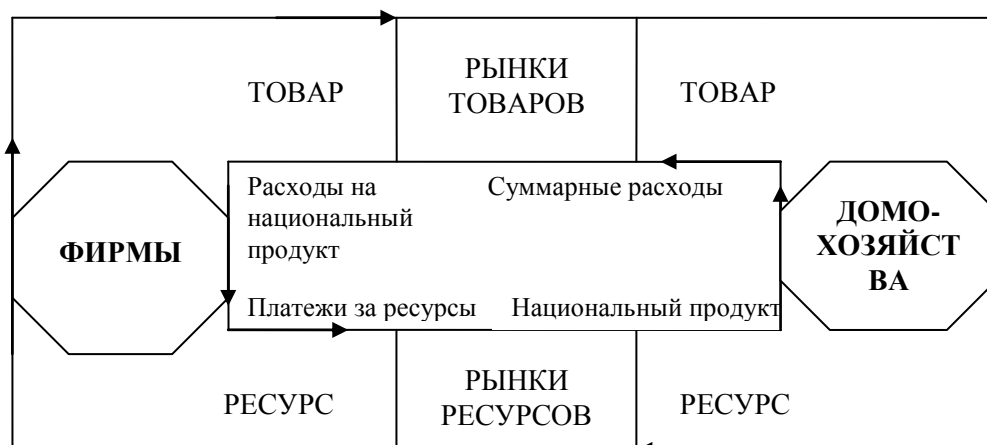 РЫНКИ
ТОВАРОВ
ТОВАР
ТОВАР
Расходы на
национальный
продукт
Суммарные расходы
ФИРМЫ
ДОМО-
ХОЗЯЙСТ
ВА
Платежи за ресурсы
Национальный продукт
РЕСУРС
РЫНКИ
РЕСУРСОВ
РЕСУРС